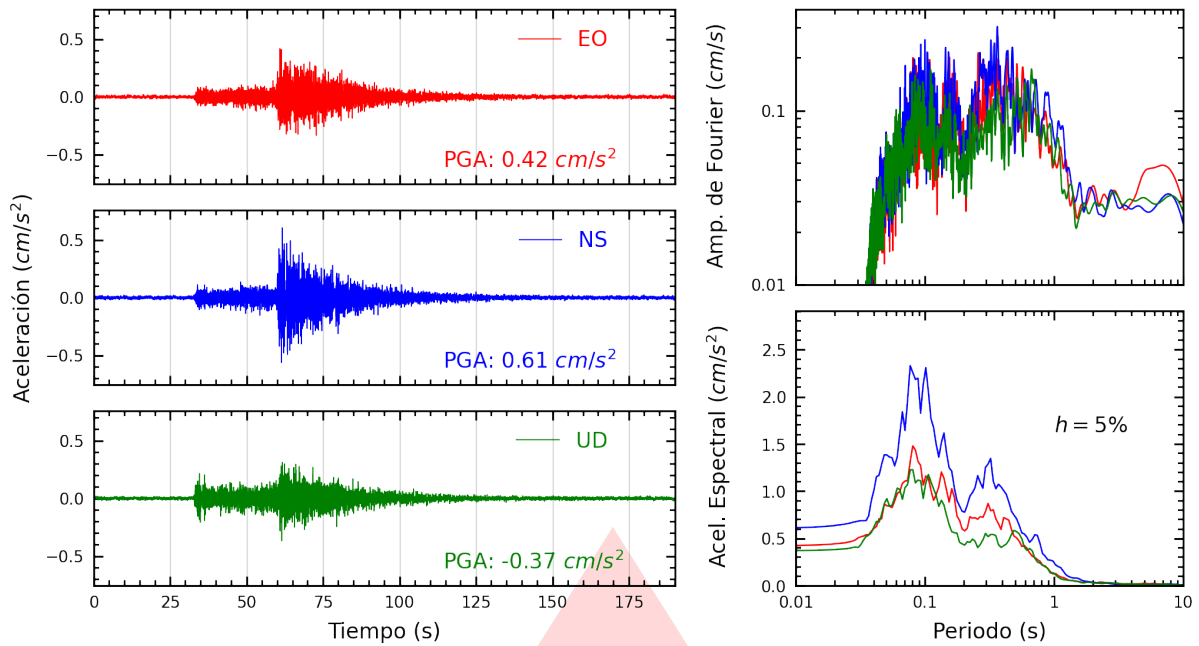 Aceleración (cm/s²)
0.5
0.0
−0.5
EO
PGA: 0.42 cm/s²
0.5
0.0
−0.5
NS
PGA: 0.61 cm/s²
0.5
0.0
−0.5
UD
PGA: -0.37 cm/s²
0 25 50 75 100 125 150 175
Tiempo (s)
Amp. de Fourier (cm/s)
0.1
0.01
Acel. Espectral (cm/s²)
2.5
2.0
1.5
1.0
0.5
0.0
h = 5%
0.01 0.1 1 10
Periodo (s)